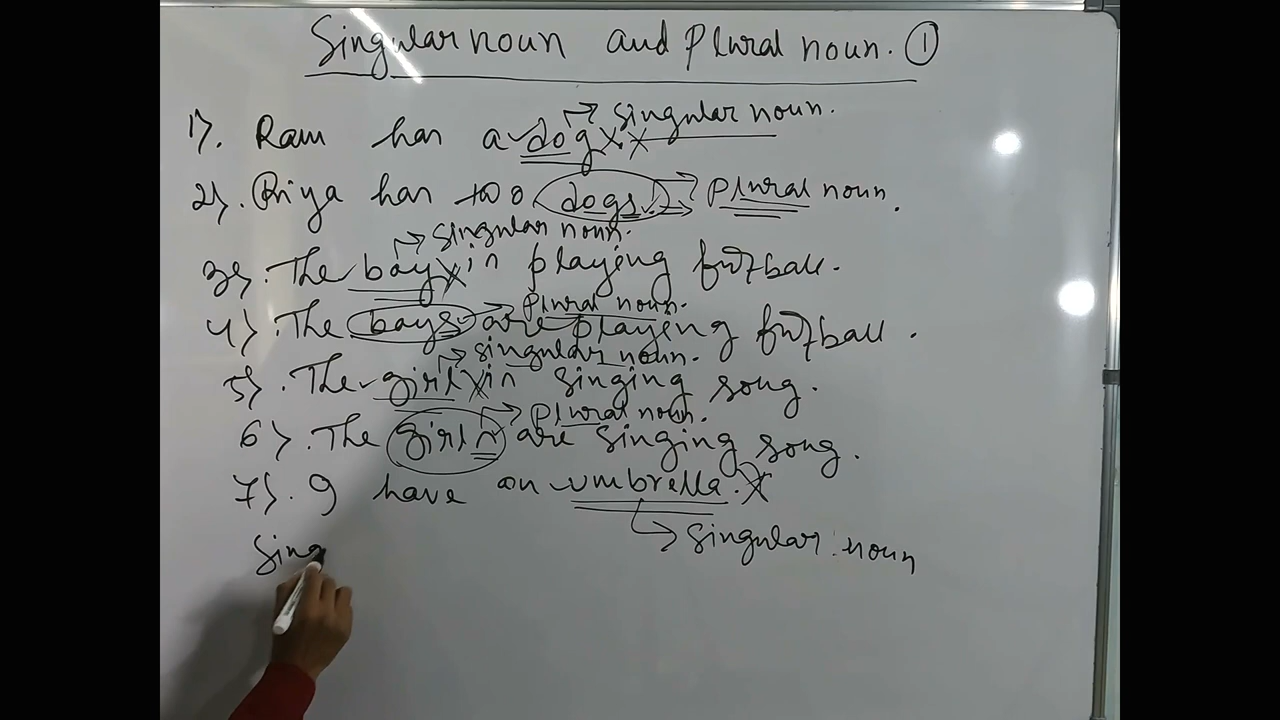 Singular noun and Plural noun. ①
1). Ram has a dog → singular noun.
2). Priya has two dogs. → Plural noun.
→ singular noun.
3). The boy is playing football.
→ Plural noun.
4). The boys are playing football.
→ singular noun.
5). The girl is singing song.
→ Plural noun.
6). The girls are singing song.
7). I have an umbrella.
→ singular noun
Sing